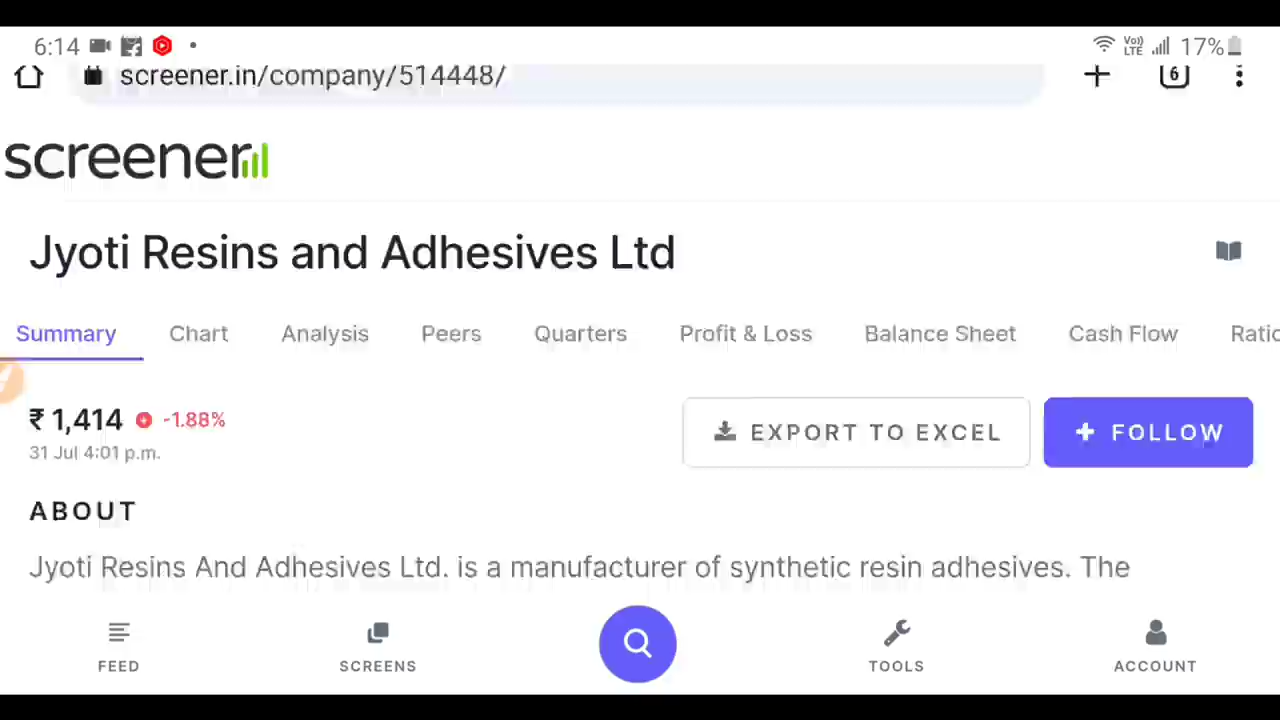 6:14 VoLTE 17%
screener.in/company/514448/ 6
screener
Jyoti Resins and Adhesives Ltd
Summary Chart Analysis Peers Quarters Profit & Loss Balance Sheet Cash Flow Ratio
₹ 1,414 -1.88% EXPORT TO EXCEL FOLLOW
31 Jul 4:01 p.m.
ABOUT
Jyoti Resins And Adhesives Ltd. is a manufacturer of synthetic resin adhesives. The
FEED SCREENS TOOLS ACCOUNT